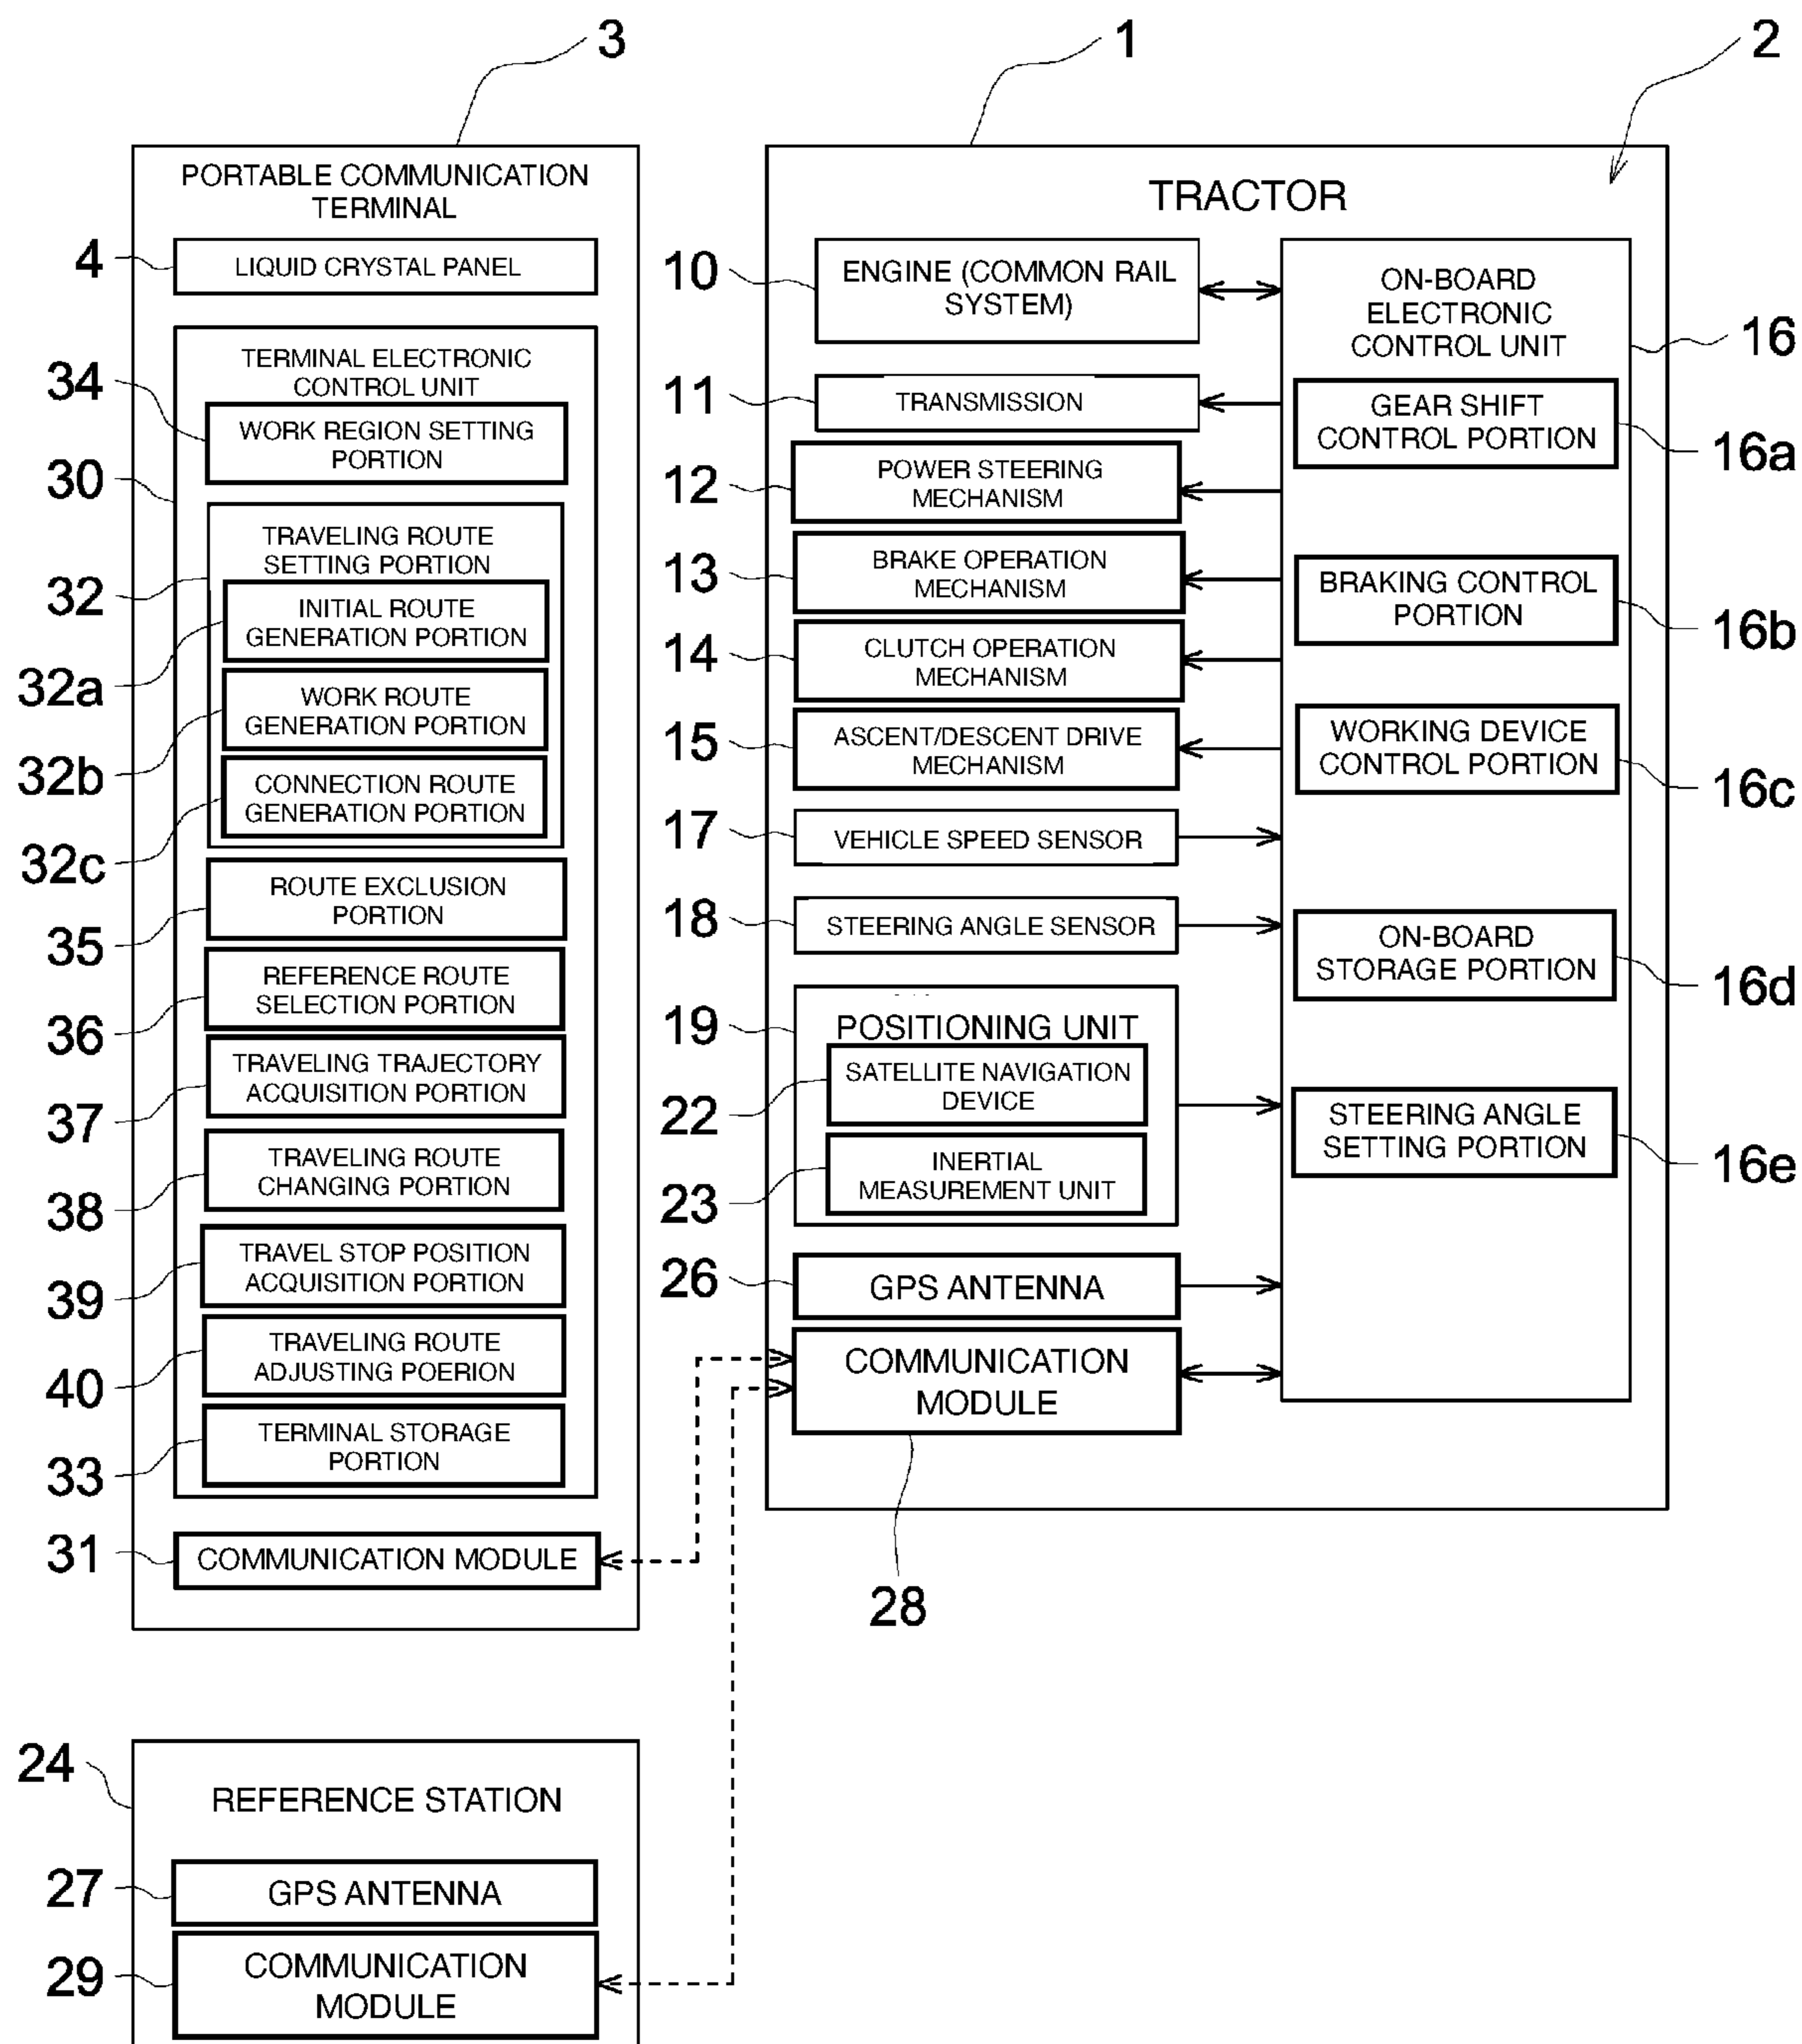 3
1
2
PORTABLE COMMUNICATION
TERMINAL
4
LIQUID CRYSTAL PANEL
TERMINAL ELECTRONIC
CONTROL UNIT
34
WORK REGION SETTING
PORTION
30
TRAVELING ROUTE
SETTING PORTION
32
INITIAL ROUTE
GENERATION PORTION
32a
WORK ROUTE
GENERATION PORTION
32b
CONNECTION ROUTE
GENERATION PORTION
32c
ROUTE EXCLUSION
PORTION
35
REFERENCE ROUTE
SELECTION PORTION
36
TRAVELING TRAJECTORY
ACQUISITION PORTION
37
TRAVELING ROUTE
CHANGING PORTION
38
TRAVEL STOP POSITION
ACQUISITION PORTION
39
TRAVELING ROUTE
ADJUSTING POERION
40
TERMINAL STORAGE
PORTION
33
31
COMMUNICATION MODULE
TRACTOR
10
ENGINE (COMMON RAIL
SYSTEM)
11
TRANSMISSION
12
POWER STEERING
MECHANISM
13
BRAKE OPERATION
MECHANISM
14
CLUTCH OPERATION
MECHANISM
15
ASCENT/DESCENT DRIVE
MECHANISM
17
VEHICLE SPEED SENSOR
18
STEERING ANGLE SENSOR
19
POSITIONING UNIT
22
SATELLITE NAVIGATION
DEVICE
23
INERTIAL
MEASUREMENT UNIT
26
GPS ANTENNA
COMMUNICATION
MODULE
28
ON-BOARD
ELECTRONIC
CONTROL UNIT
16
GEAR SHIFT
CONTROL PORTION
16a
BRAKING CONTROL
PORTION
16b
WORKING DEVICE
CONTROL PORTION
16c
ON-BOARD
STORAGE PORTION
16d
STEERING ANGLE
SETTING PORTION
16e
24
REFERENCE STATION
27
GPS ANTENNA
29
COMMUNICATION
MODULE